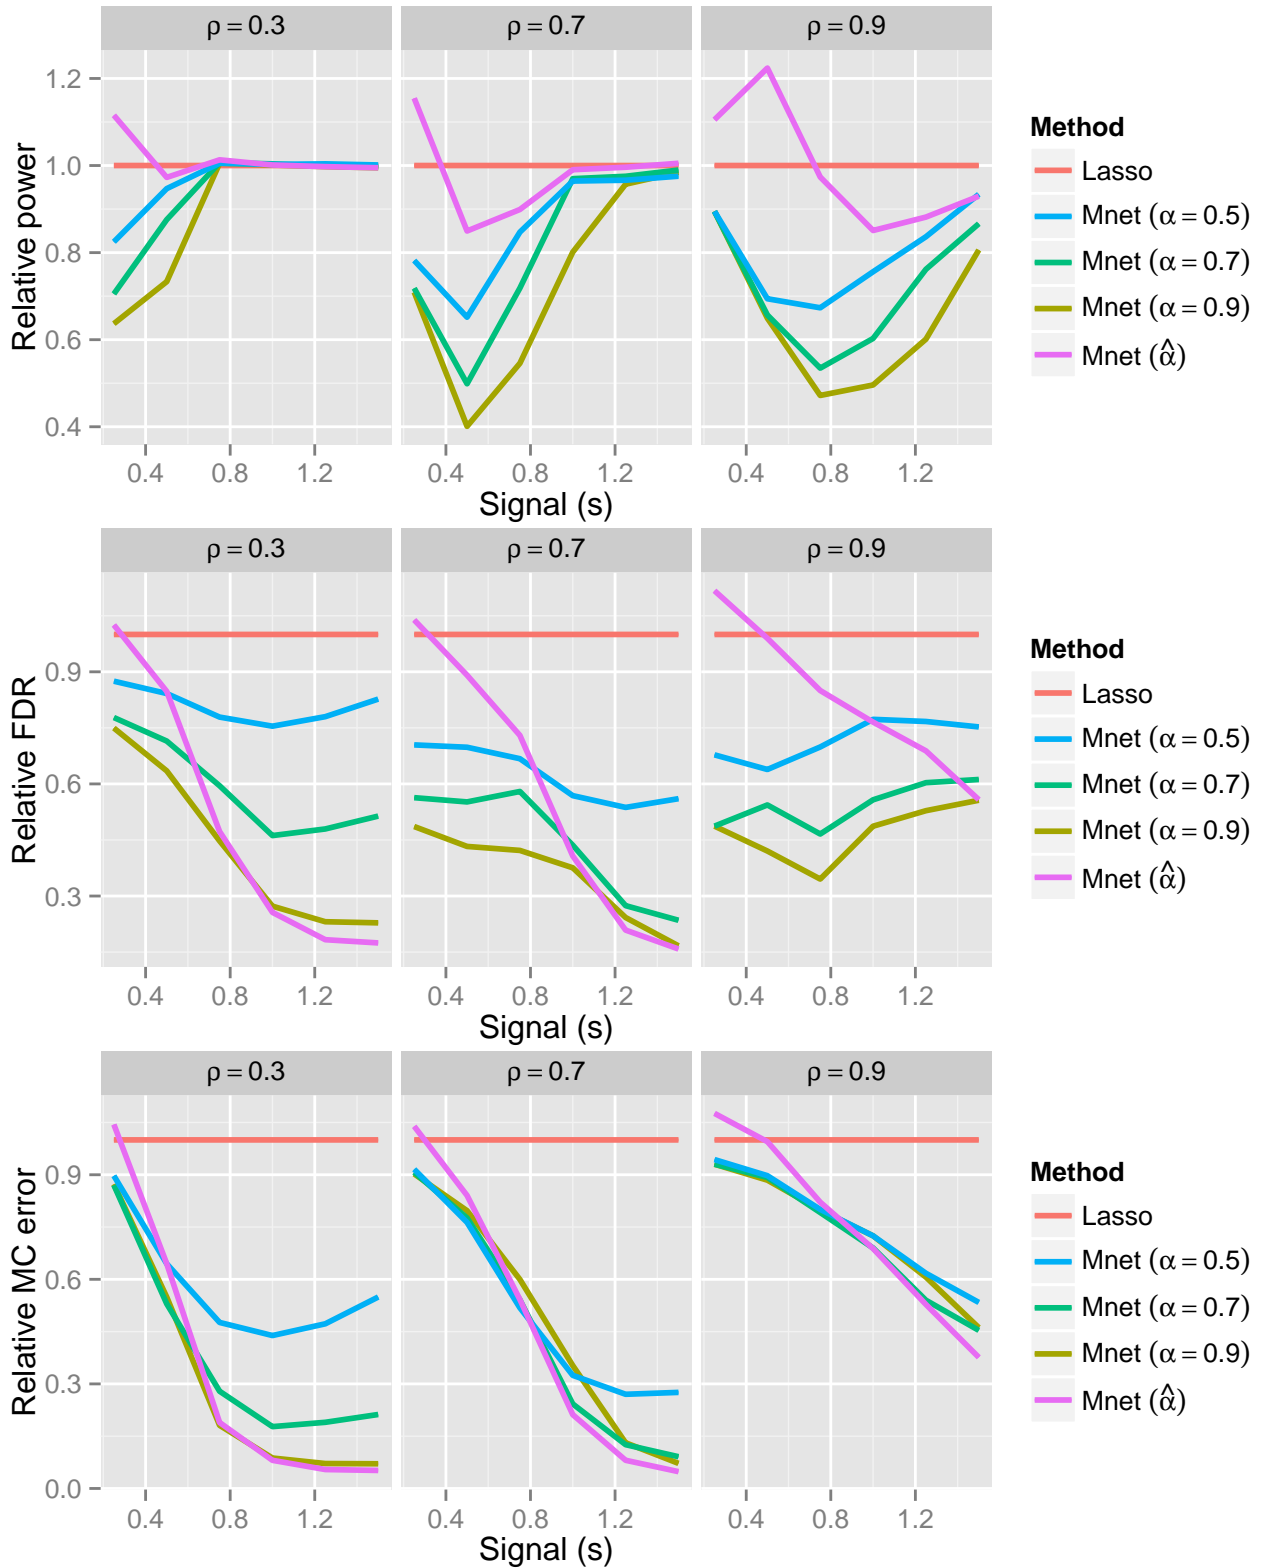 ρ = 0.3 ρ = 0.7 ρ = 0.9
Relative power
1.2
1.0
0.8
0.6
0.4
0.4 0.8 1.2 0.4 0.8 1.2 0.4 0.8 1.2
Signal (s)
Method
Lasso
Mnet (α = 0.5)
Mnet (α = 0.7)
Mnet (α = 0.9)
Mnet (α̂)
ρ = 0.3 ρ = 0.7 ρ = 0.9
Relative FDR
0.9
0.6
0.3
0.4 0.8 1.2 0.4 0.8 1.2 0.4 0.8 1.2
Signal (s)
Method
Lasso
Mnet (α = 0.5)
Mnet (α = 0.7)
Mnet (α = 0.9)
Mnet (α̂)
ρ = 0.3 ρ = 0.7 ρ = 0.9
Relative MC error
0.9
0.6
0.3
0.0
0.4 0.8 1.2 0.4 0.8 1.2 0.4 0.8 1.2
Signal (s)
Method
Lasso
Mnet (α = 0.5)
Mnet (α = 0.7)
Mnet (α = 0.9)
Mnet (α̂)